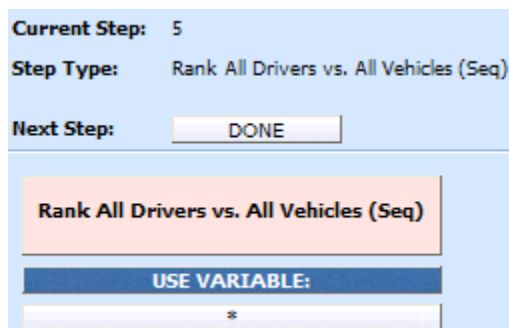 Current Step: 5
Step Type: Rank All Drivers vs. All Vehicles (Seq)
Next Step: DONE
Rank All Drivers vs. All Vehicles (Seq)
USE VARIABLE:
*